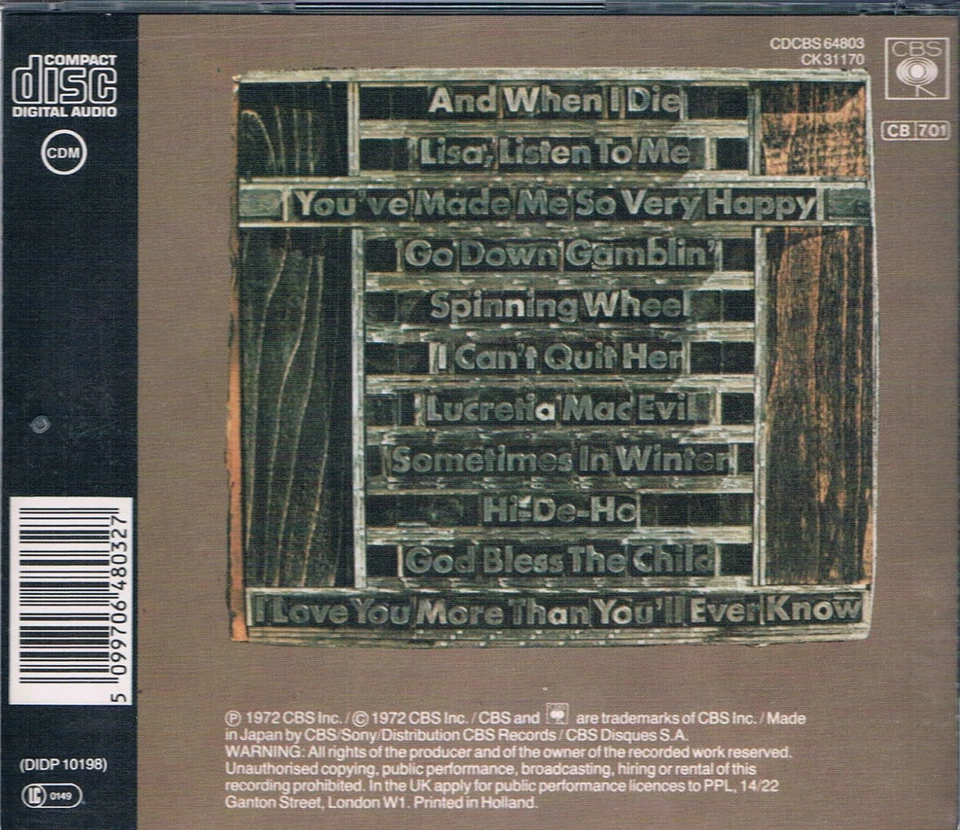 COMPACT
disc
DIGITAL AUDIO
CDM
CDCBS 64803
CK 31170
CBS
CB 701
And When I Die
Lisa, Listen To Me
You've Made Me So Very Happy
Go Down Gamblin'
Spinning Wheel
I Can't Quit Her
Lucretia Mac Evil
Sometimes In Winter
Hi-De-Ho
God Bless The Child
I Love You More Than You'll Ever Know
5 099706 480327
(DIDP 10198)
LC 0149
Ⓟ 1972 CBS Inc. / © 1972 CBS Inc. / CBS and CBS are trademarks of CBS Inc. / Made
in Japan by CBS/Sony/Distribution CBS Records / CBS Disques S.A.
WARNING: All rights of the producer and of the owner of the recorded work reserved.
Unauthorised copying, public performance, broadcasting, hiring or rental of this
recording prohibited. In the UK apply for public performance licences to PPL, 14/22
Ganton Street, London W1. Printed in Holland.